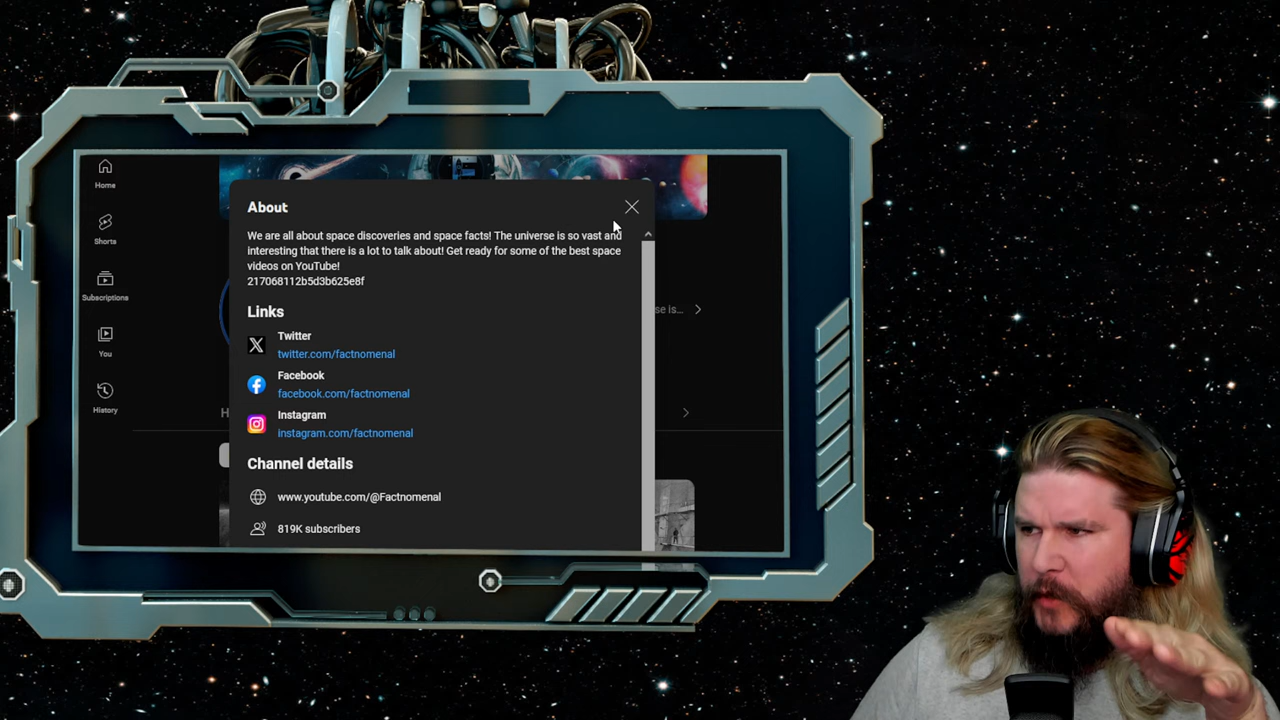 Home
Shorts
Subscriptions
You
History
About
We are all about space discoveries and space facts! The universe is so vast and
interesting that there is a lot to talk about! Get ready for some of the best space
videos on YouTube!
217068112b5d3b625e8f
Links
Twitter
twitter.com/factnomenal
Facebook
facebook.com/factnomenal
Instagram
instagram.com/factnomenal
Channel details
www.youtube.com/@Factnomenal
819K subscribers
se is...
H